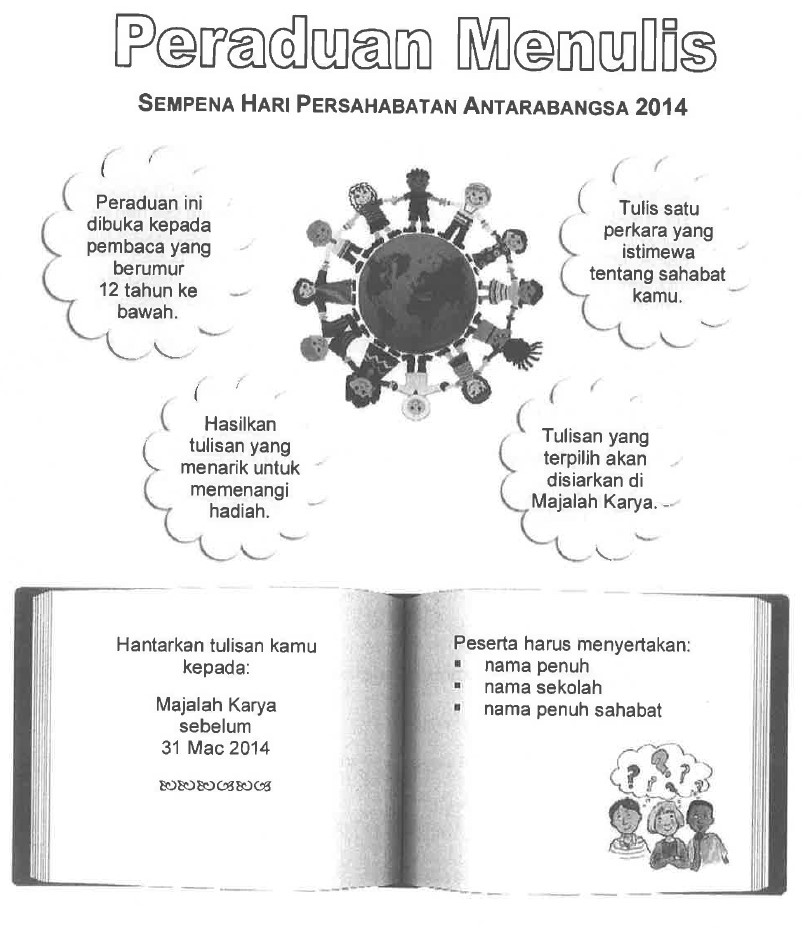 Peraduan Menulis
SEMPENA HARI PERSAHABATAN ANTARABANGSA 2014
Peraduan ini
dibuka kepada
pembaca yang
berumur
12 tahun ke
bawah.
Tulis satu
perkara yang
istimewa
tentang sahabat
kamu.
Hasilkan
tulisan yang
menarik untuk
memenangi
hadiah.
Tulisan yang
terpilih akan
disiarkan di
Majalah Karya.
Hantarkan tulisan kamu
kepada:
Majalah Karya
sebelum
31 Mac 2014
Peserta harus menyertakan:
▪ nama penuh
▪ nama sekolah
▪ nama penuh sahabat
? ? ? ? ? ?